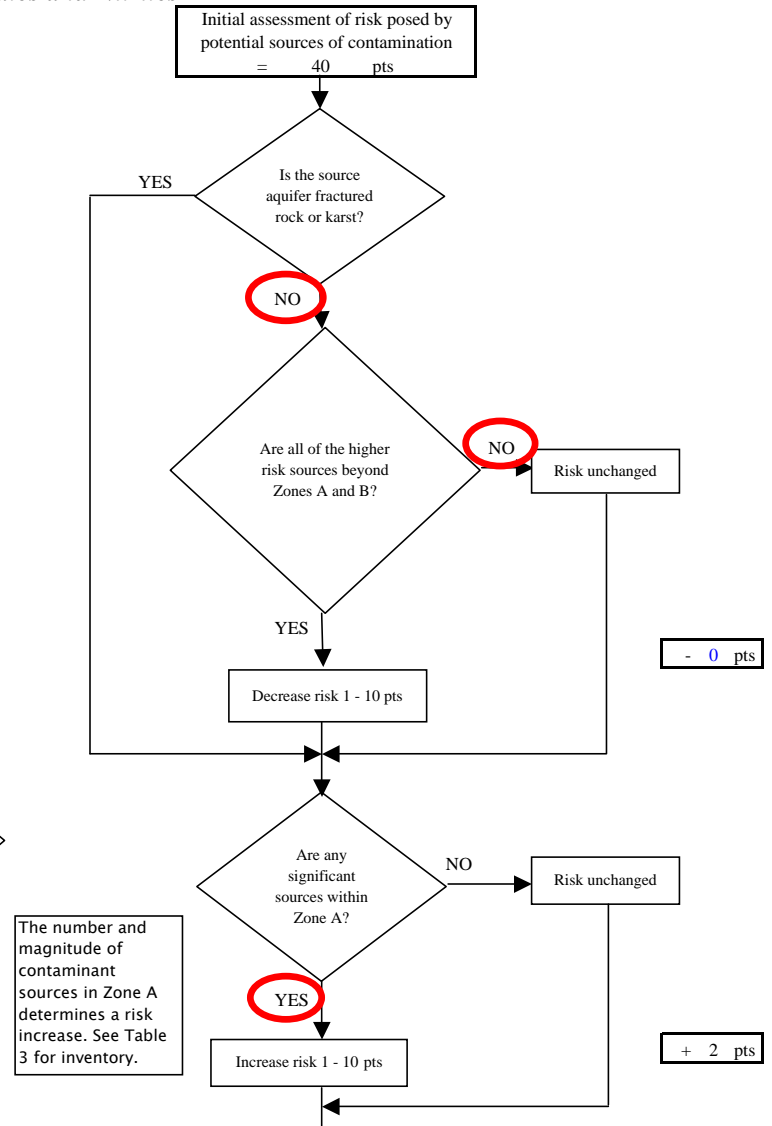 Initial assessment of risk posed by
potential sources of contamination
= 40 pts
YES
Is the source
aquifer fractured
rock or karst?
NO
Are all of the higher
risk sources beyond
Zones A and B?
NO
Risk unchanged
YES
- 0 pts
Decrease risk 1 - 10 pts
Are any
significant
sources within
Zone A?
NO
Risk unchanged
The number and
magnitude of
contaminant
sources in Zone A
determines a risk
increase. See Table
3 for inventory.
YES
Increase risk 1 - 10 pts
+ 2 pts